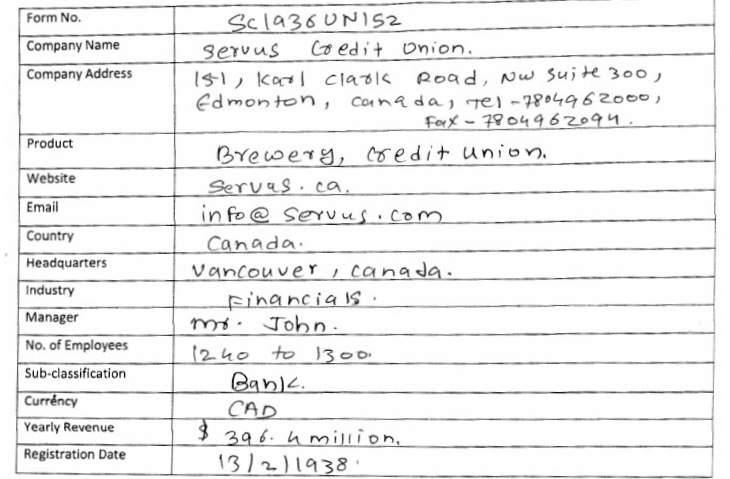 Form No. SC1936UN152
Company Name Servus Credit Union.
Company Address 151, Karl Clark Road, NW Suite 300,
Edmonton, Canada, Tel - 7804962000,
Fax - 7804962094.
Product Brewery, Credit Union.
Website Servus.ca.
Email info@servus.com
Country Canada.
Headquarters Vancouver, Canada.
Industry Financials.
Manager Mr. John.
No. of Employees 1240 to 1300.
Sub-classification Bank.
Currency CAD
Yearly Revenue $ 396.4 million.
Registration Date 13/2/1938.